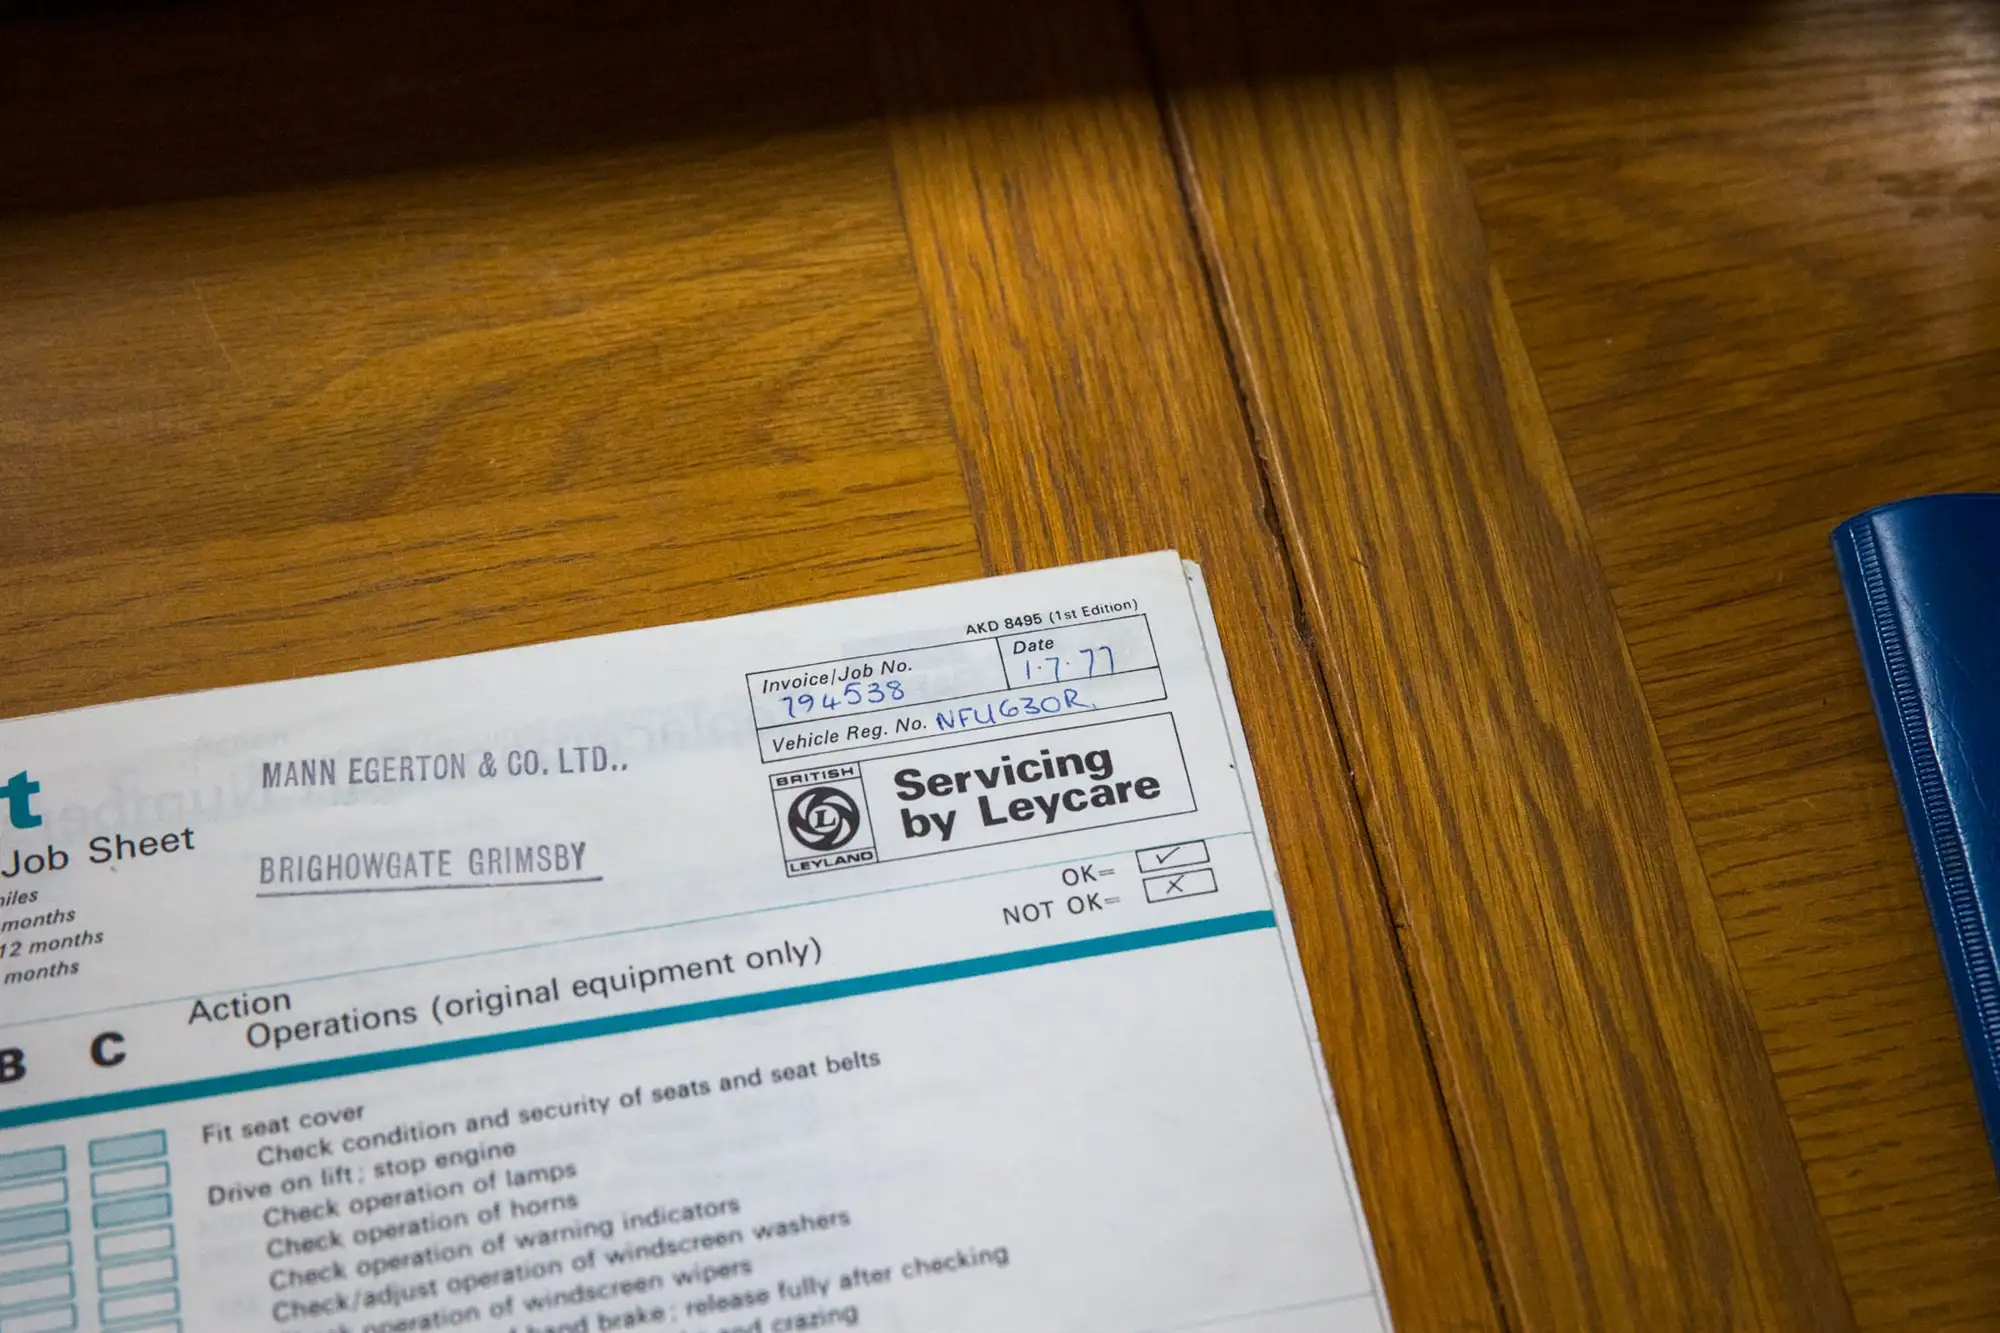 AKD 8495 (1st Edition)
Invoice/Job No.
794538
Date
1·7·77
Vehicle Reg. No. NFU630R.
MANN EGERTON & CO. LTD..
BRIGHOWGATE GRIMSBY
BRITISH
L
LEYLAND
Servicing
by Leycare
t
Job Sheet
months
12 months
months
OK=
NOT OK=
Action
Operations (original equipment only)
B C
Fit seat cover
Check condition and security of seats and seat belts
Drive on lift; stop engine
Check operation of lamps
Check operation of horns
Check operation of warning indicators
Check/adjust operation of windscreen washers
operation of windscreen wipers
hand brake; release fully after checking
and crazing